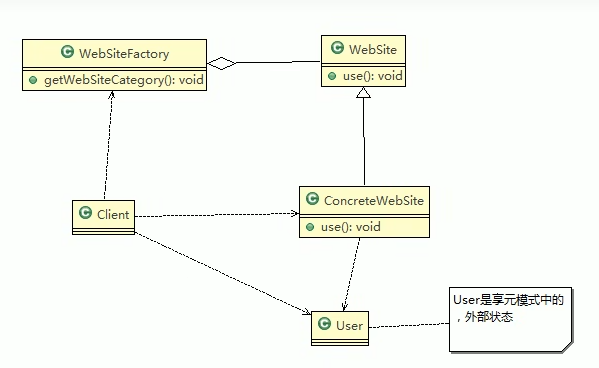 WebSiteFactory
getWebSiteCategory(): void
WebSite
use(): void
Client
ConcreteWebSite
use(): void
User
User是享元模式中的
，外部状态